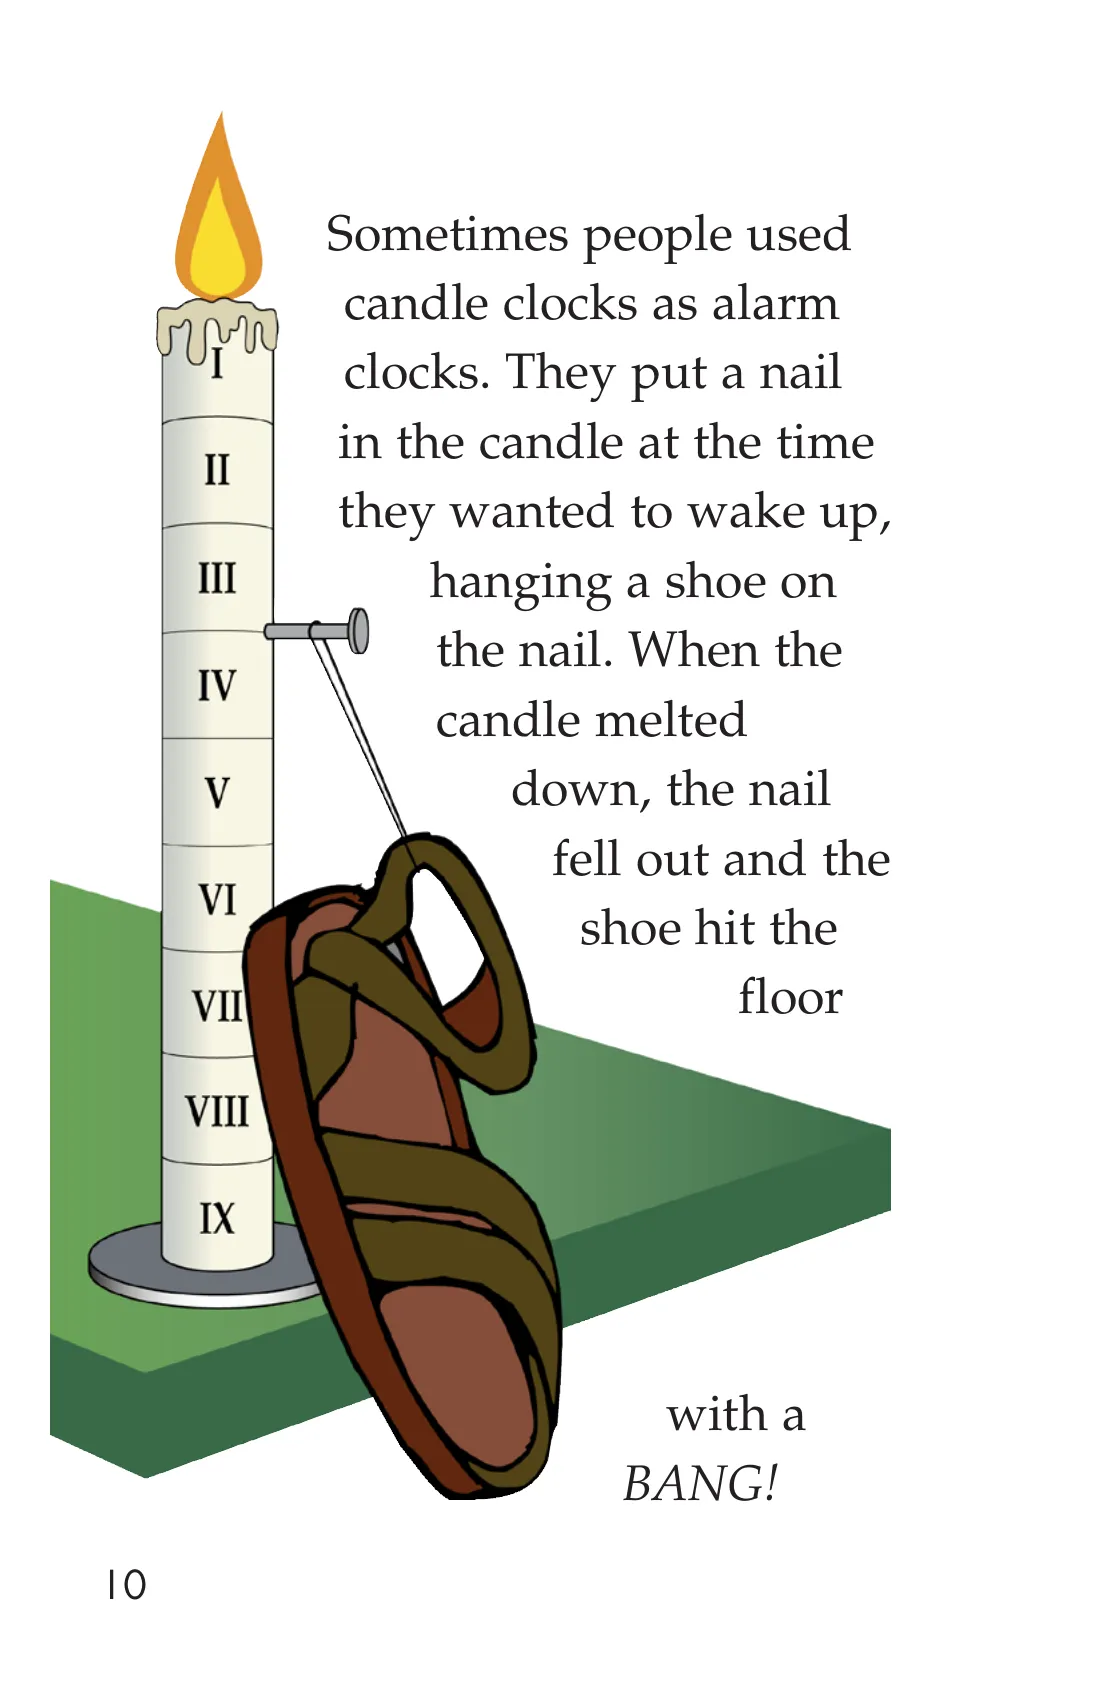 Sometimes people used
candle clocks as alarm
clocks. They put a nail
in the candle at the time
they wanted to wake up,
hanging a shoe on
the nail. When the
candle melted
down, the nail
fell out and the
shoe hit the
floor
with a
BANG!
I
II
III
IV
V
VI
VII
VIII
IX
10